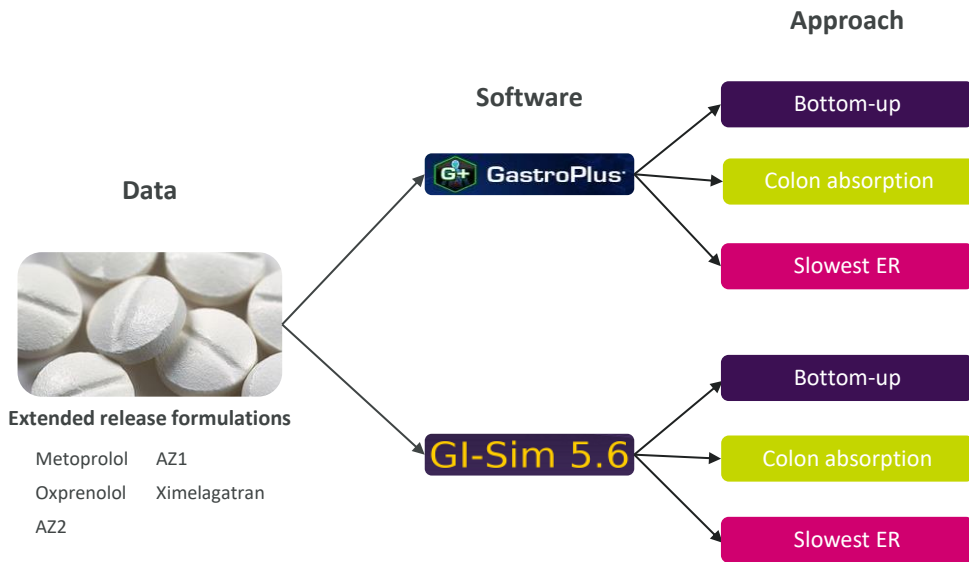 Approach
Software
Data
Bottom-up
G+ GastroPlus
Colon absorption
Slowest ER
Extended release formulations
Metoprolol AZ1
Oxprenolol Ximelagatran
AZ2
Bottom-up
GI-Sim 5.6
Colon absorption
Slowest ER